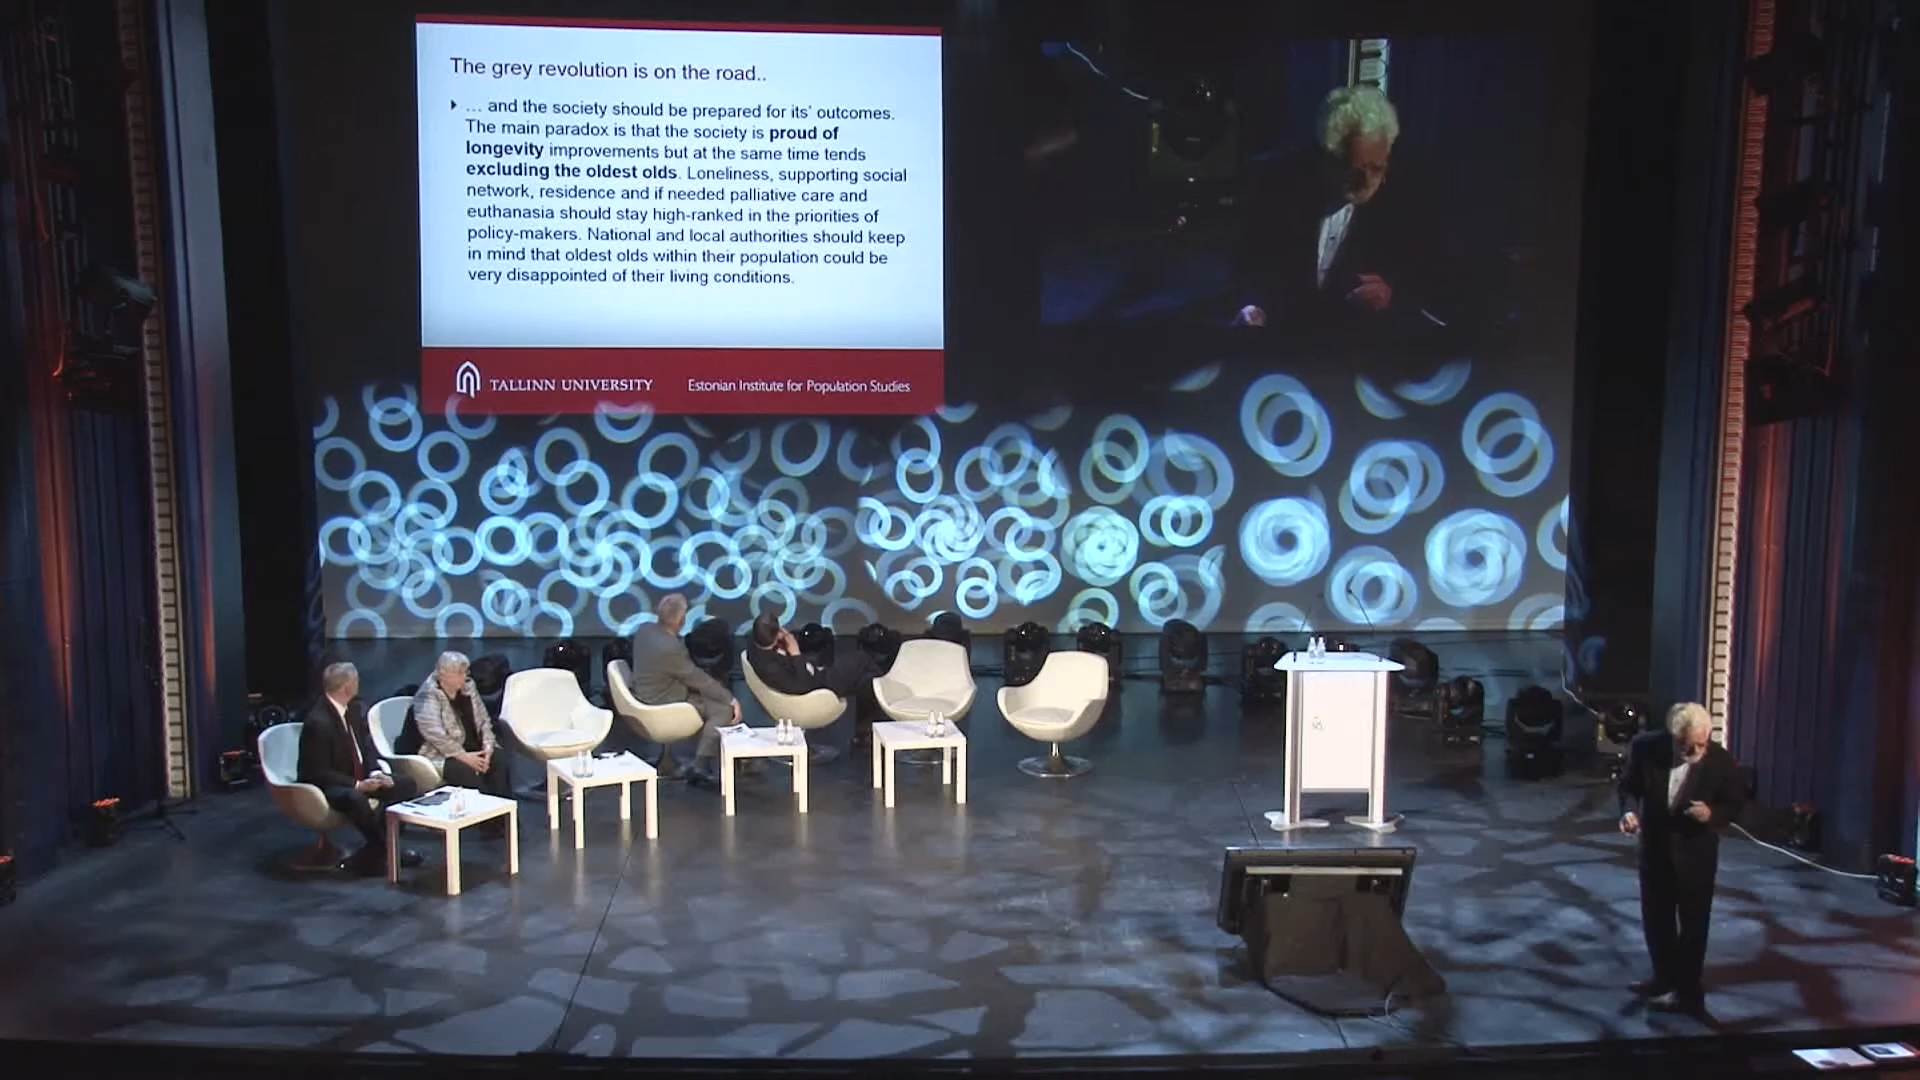 The grey revolution is on the road..
… and the society should be prepared for its’ outcomes.
The main paradox is that the society is proud of
longevity improvements but at the same time tends
excluding the oldest olds. Loneliness, supporting social
network, residence and if needed palliative care and
euthanasia should stay high-ranked in the priorities of
policy-makers. National and local authorities should keep
in mind that oldest olds within their population could be
very disappointed of their living conditions.
TALLINN UNIVERSITY Estonian Institute for Population Studies